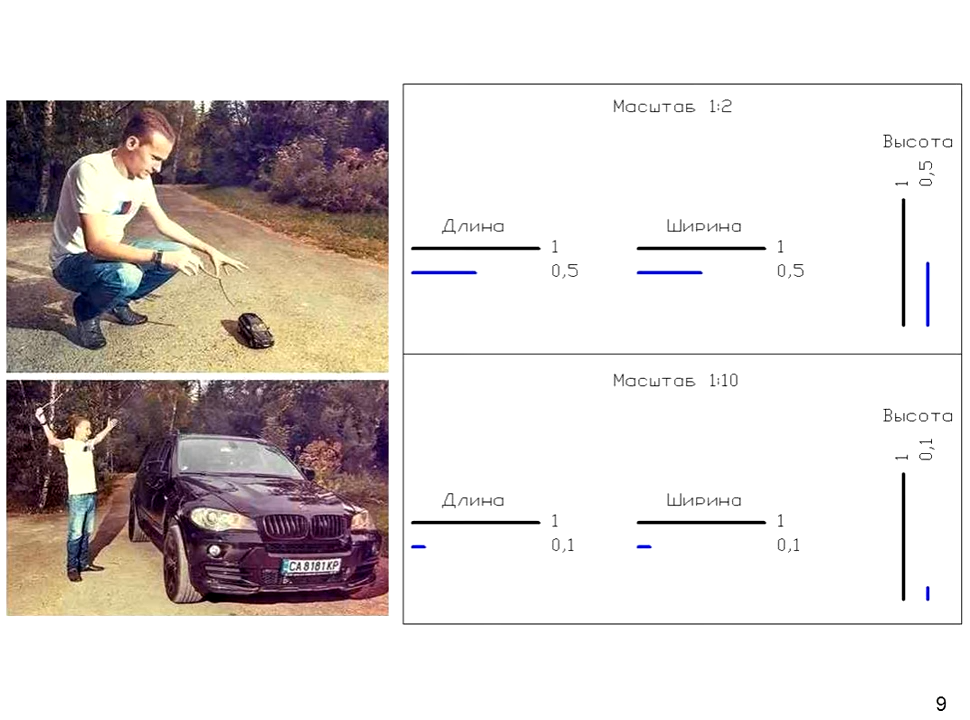 Масштаб 1:2
Высота
1
0,5
Длина
1
0,5
Ширина
1
0,5
Масштаб 1:10
Высота
1
0,1
Длина
1
0,1
Ширина
1
0,1
CA 8181 KP
9